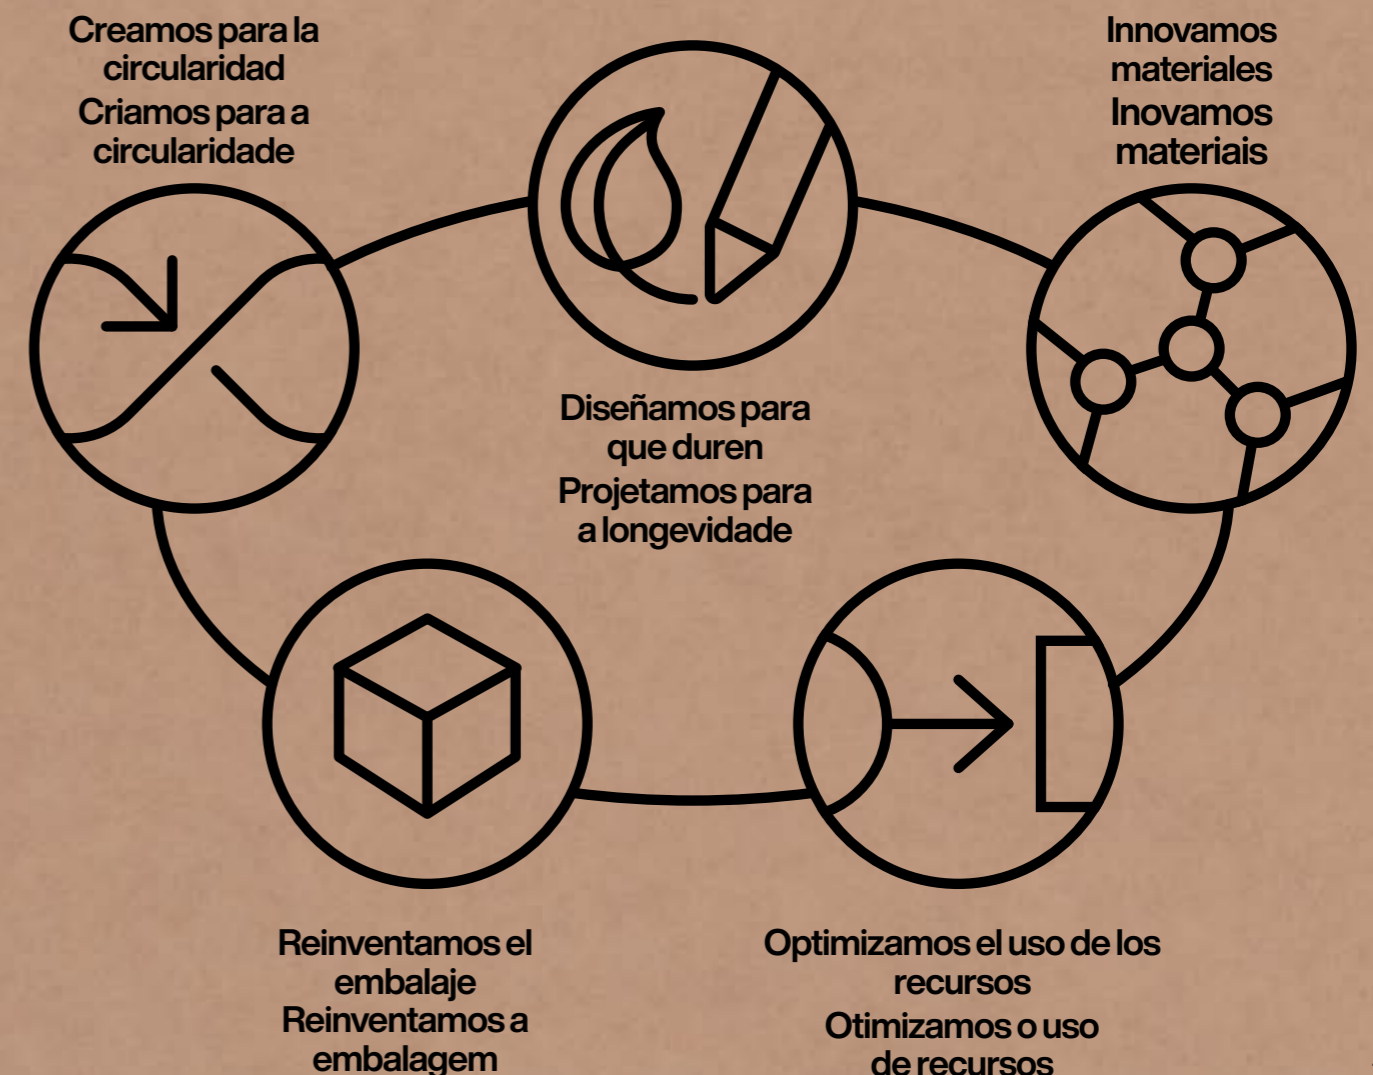 Creamos para la
circularidad
Criamos para a
circularidade
Innovamos
materiales
Inovamos
materiais
Diseñamos para
que duren
Projetamos para
a longevidade
Reinventamos el
embalaje
Reinventamos a
embalagem
Optimizamos el uso de los
recursos
Otimizamos o uso
de recursos